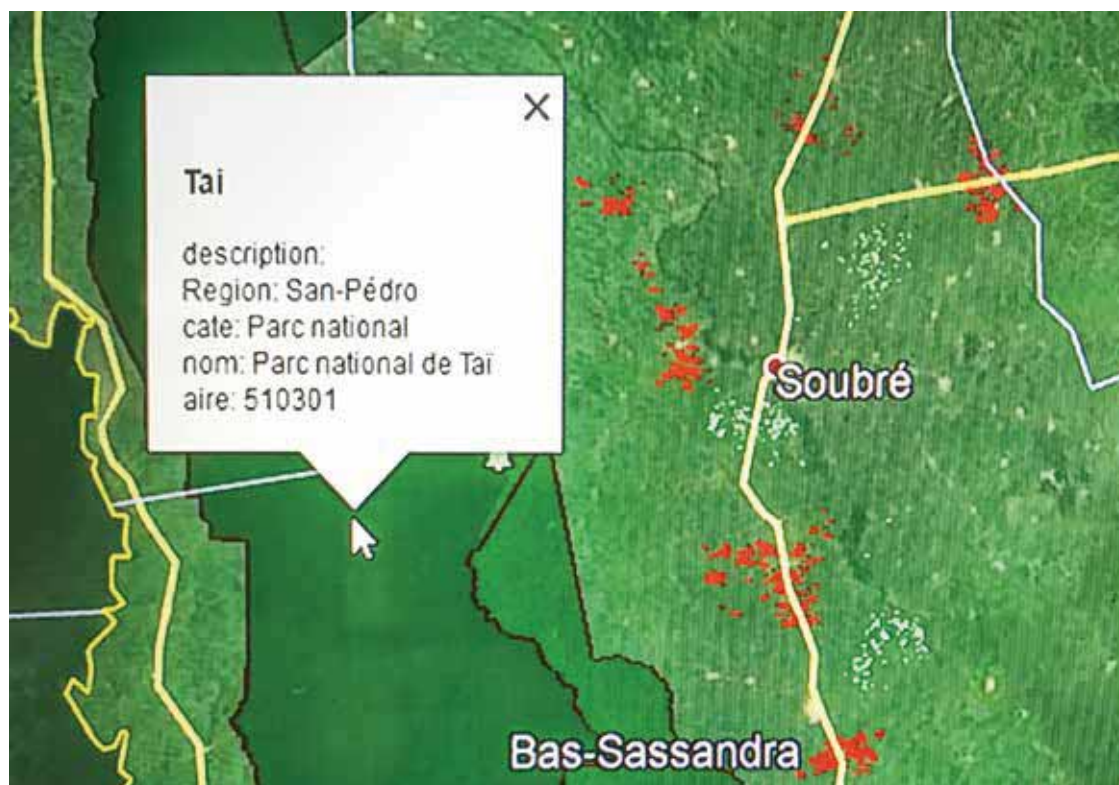 Tai
description:
Region: San-Pédro
cate: Parc national
nom: Parc national de Taï
aire: 510301
Soubré
Bas-Sassandra